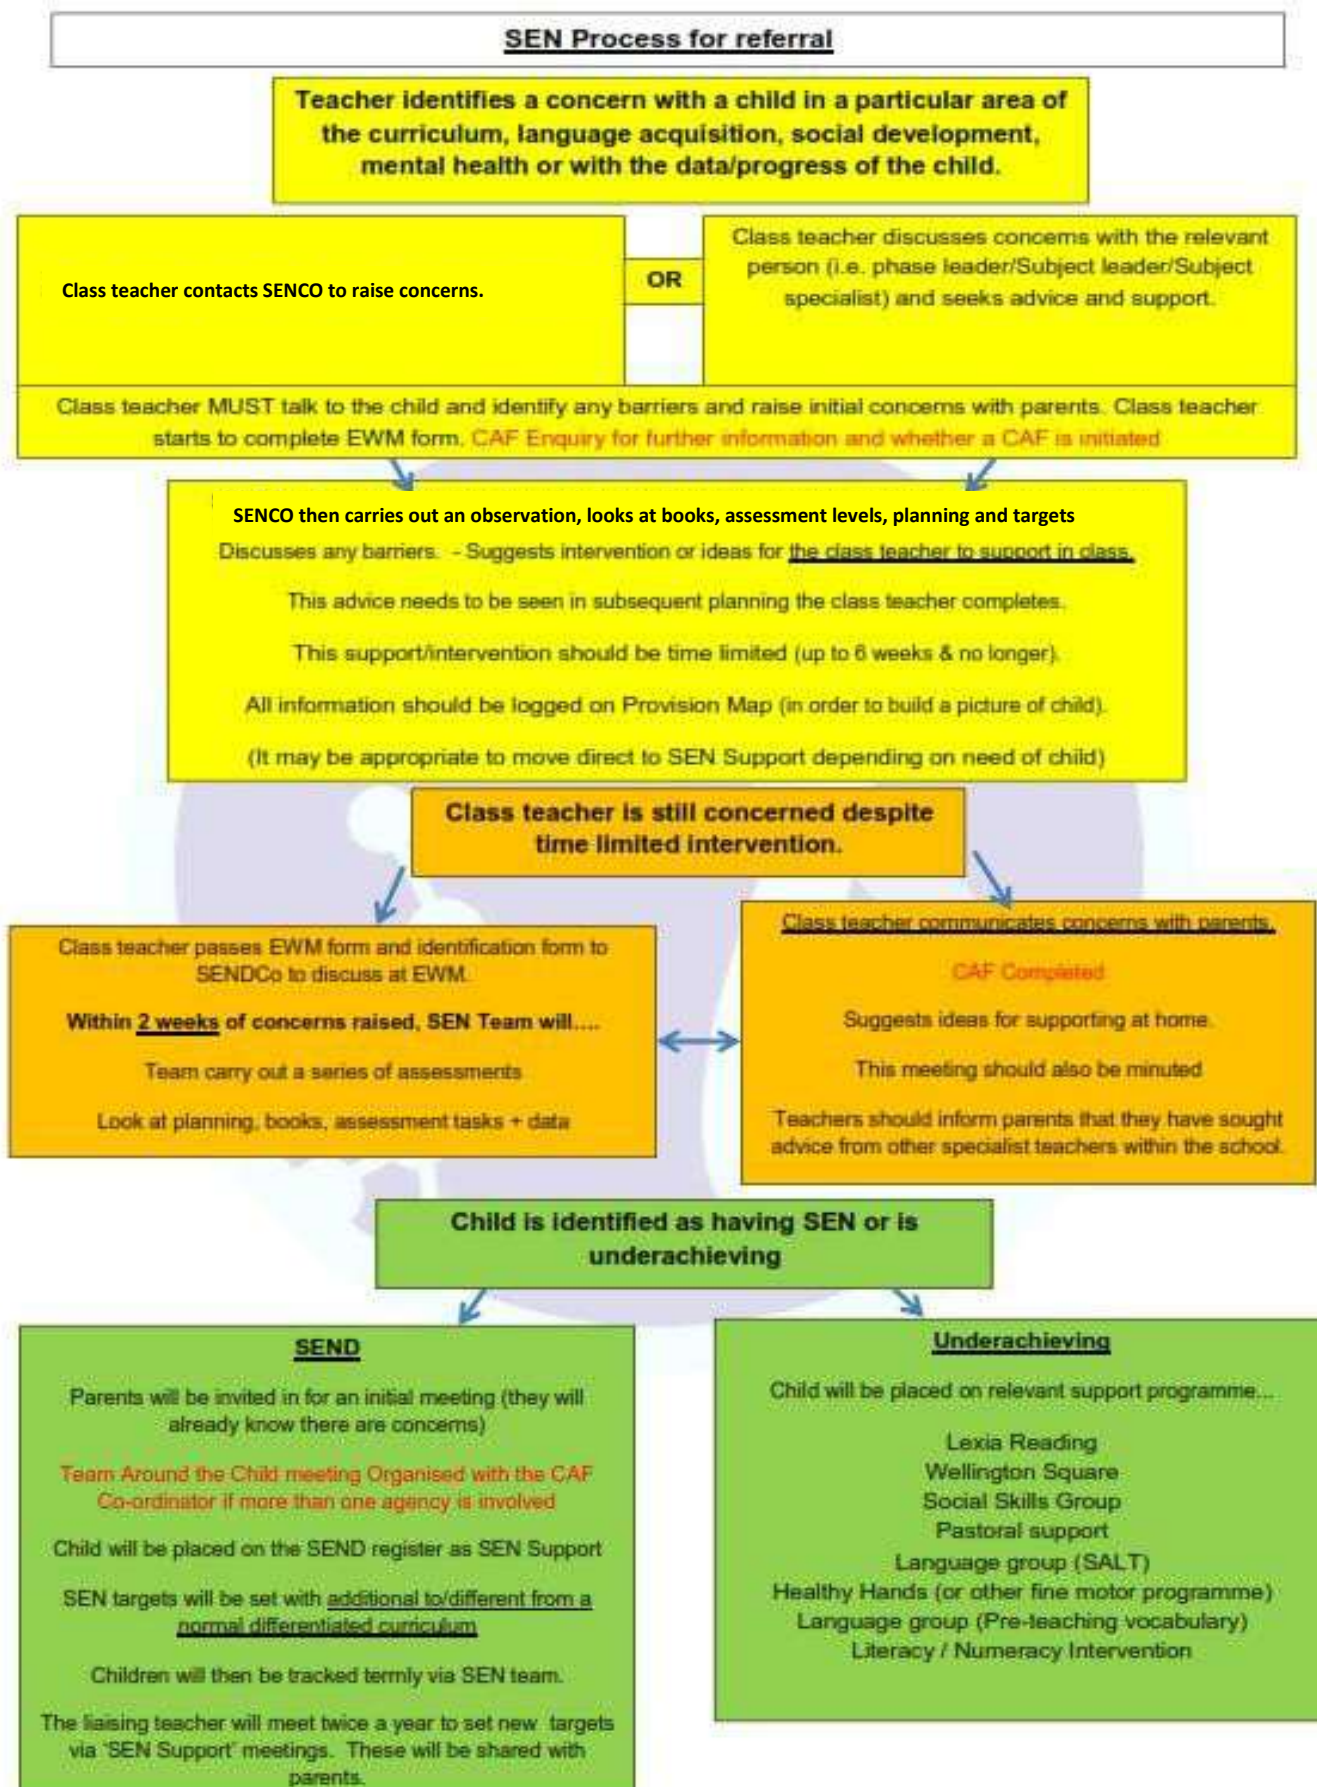 SEN Process for referral
Teacher identifies a concern with a child in a particular area of
the curriculum, language acquisition, social development,
mental health or with the data/progress of the child.
Class teacher contacts SENCO to raise concerns.
OR
Class teacher discusses concerns with the relevant
person (i.e. phase leader/Subject leader/Subject
specialist) and seeks advice and support.
Class teacher MUST talk to the child and identify any barriers and raise initial concerns with parents. Class teacher
starts to complete EWM form. CAF Enquiry for further information and whether a CAF is initiated
SENCO then carries out an observation, looks at books, assessment levels, planning and targets
Discusses any barriers. - Suggests intervention or ideas for the class teacher to support in class.
This advice needs to be seen in subsequent planning the class teacher completes.
This support/intervention should be time limited (up to 6 weeks & no longer).
All information should be logged on Provision Map (in order to build a picture of child).
(It may be appropriate to move direct to SEN Support depending on need of child)
Class teacher is still concerned despite
time limited intervention.
Class teacher passes EWM form and identification form to
SENDCo to discuss at EWM.
Within 2 weeks of concerns raised, SEN Team will....
Team carry out a series of assessments
Look at planning, books, assessment tasks + data
Class teacher communicates concerns with parents.
CAF Completed
Suggests ideas for supporting at home.
This meeting should also be minuted
Teachers should inform parents that they have sought
advice from other specialist teachers within the school.
Child is identified as having SEN or is
underachieving
SEND
Parents will be invited in for an initial meeting (they will
already know there are concerns)
Team Around the Child meeting Organised with the CAF
Co-ordinator if more than one agency is involved
Child will be placed on the SEND register as SEN Support
SEN targets will be set with additional to/different from a
normal differentiated curriculum
Children will then be tracked termly via SEN team.
The liaising teacher will meet twice a year to set new targets
via 'SEN Support' meetings. These will be shared with
parents.
Underachieving
Child will be placed on relevant support programme...
Lexia Reading
Wellington Square
Social Skills Group
Pastoral support
Language group (SALT)
Healthy Hands (or other fine motor programme)
Language group (Pre-teaching vocabulary)
Literacy / Numeracy Intervention